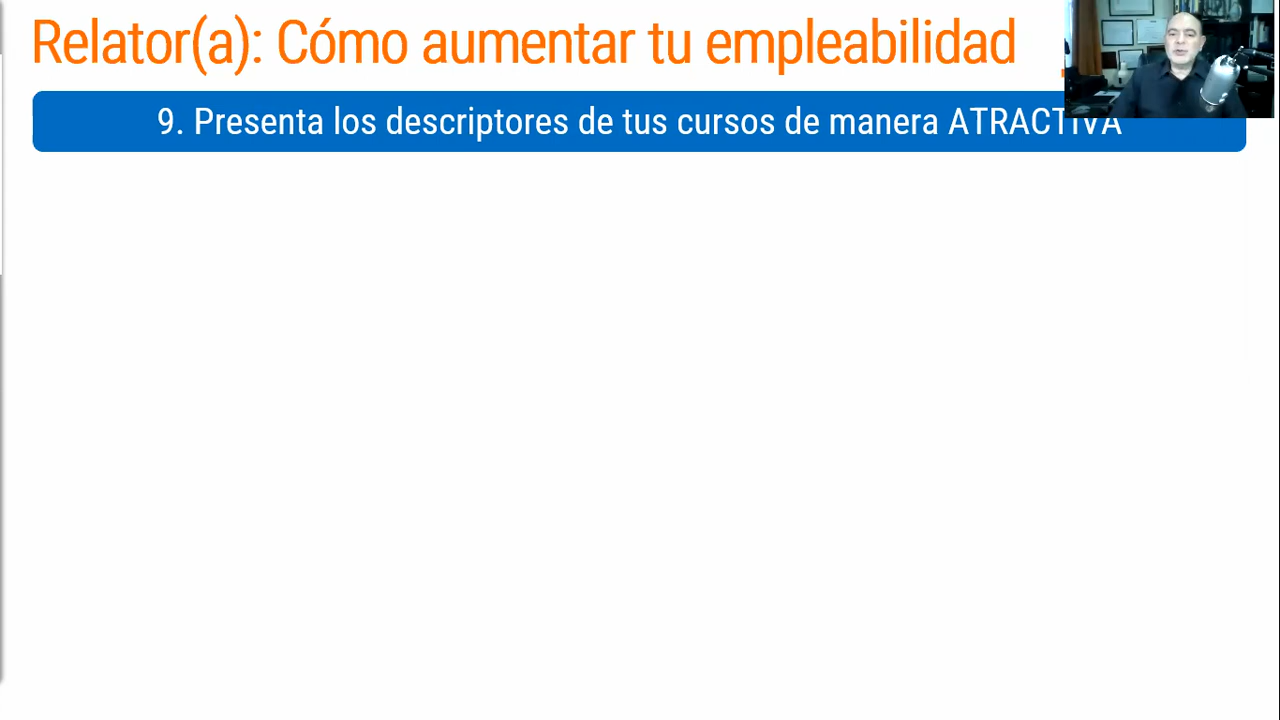 Relator(a): Cómo aumentar tu empleabilidad
9. Presenta los descriptores de tus cursos de manera ATRACTIVA